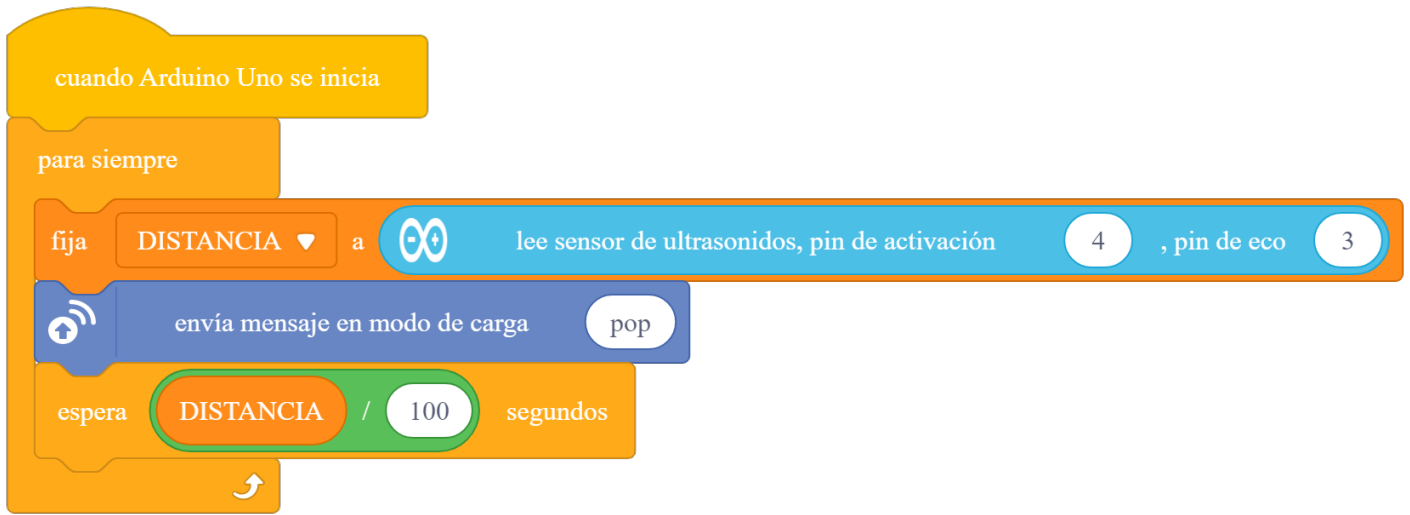 cuando Arduino Uno se inicia
para siempre
fija DISTANCIA a lee sensor de ultrasonidos, pin de activación 4 , pin de eco 3
envía mensaje en modo de carga pop
espera DISTANCIA / 100 segundos